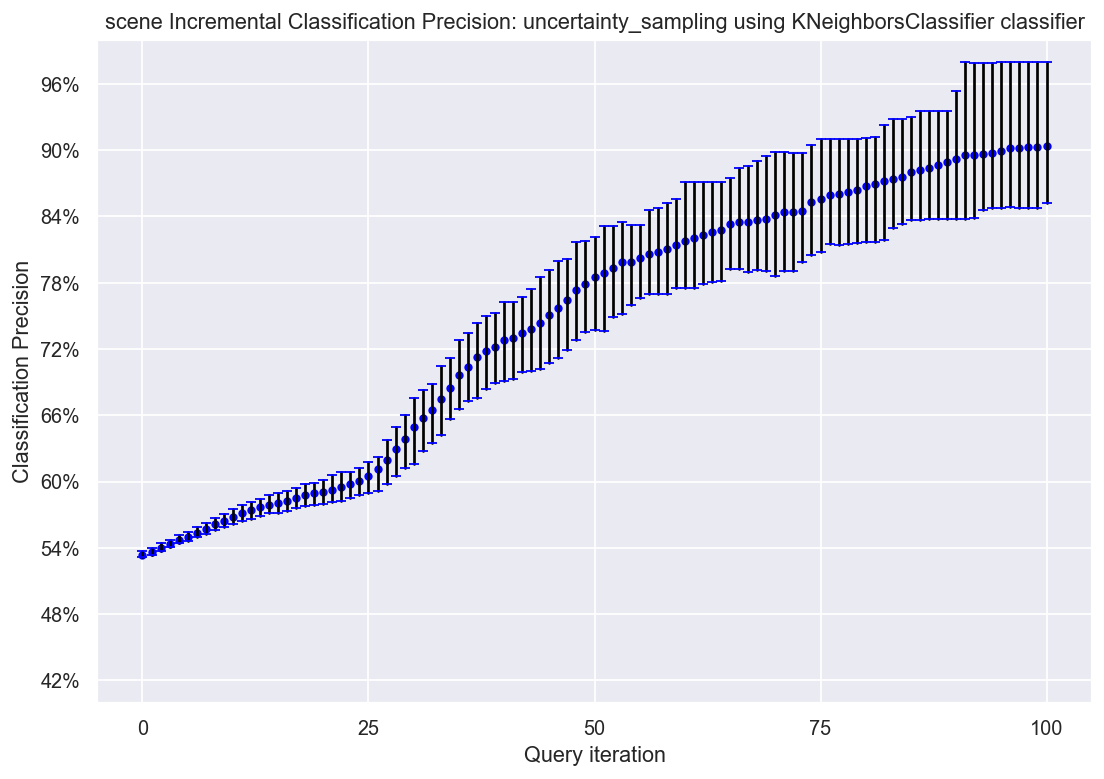 scene Incremental Classification Precision: uncertainty_sampling using KNeighborsClassifier classifier
Classification Precision
96%
90%
84%
78%
72%
66%
60%
54%
48%
42%
0 25 50 75 100
Query iteration